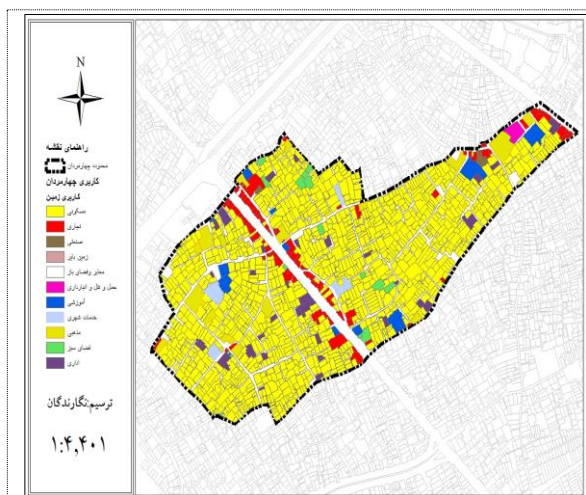 N
راهنمای نقشه
محدوده چهارمردان
کاربری چهارمردان
کاربری زمین
مسکونی
تجاری
صنعتی
زمین بایر
معابر وفضای باز
حمل و نقل و انبارداری
آموزشی
خدمات شهری
مذهبی
فضای سبز
اداری
ترسیم:نگارندگان
۱:۴,۴۰۱